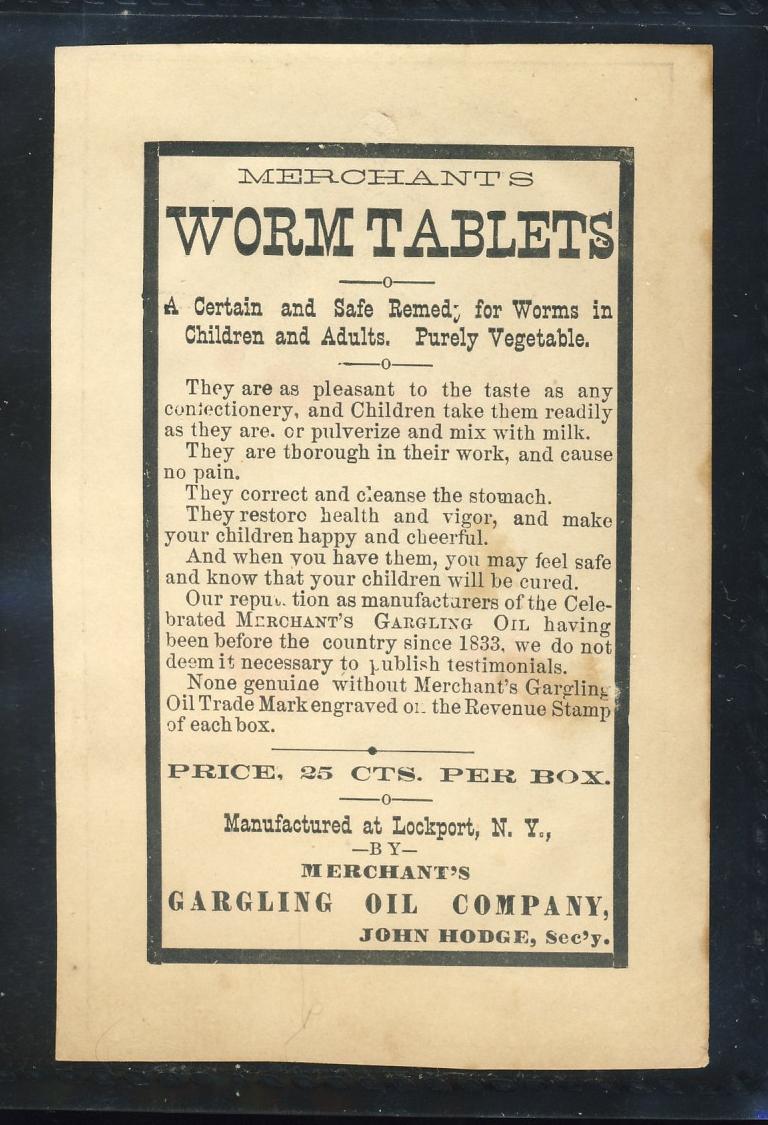 MERCHANT'S
WORM TABLETS
—o—
A Certain and Safe Remedy for Worms in
Children and Adults. Purely Vegetable.
—o—
They are as pleasant to the taste as any
confectionery, and Children take them readily
as they are. or pulverize and mix with milk.
They are thorough in their work, and cause
no pain.
They correct and cleanse the stomach.
They restore health and vigor, and make
your children happy and cheerful.
And when you have them, you may feel safe
and know that your children will be cured.
Our reputation as manufacturers of the Cele-
brated MERCHANT'S GARGLING OIL having
been before the country since 1833, we do not
deem it necessary to publish testimonials.
None genuine without Merchant's Gargling
Oil Trade Mark engraved on the Revenue Stamp
of each box.
PRICE, 25 CTS. PER BOX.
—o—
Manufactured at Lockport, N. Y.,
—BY—
MERCHANT'S
GARGLING OIL COMPANY,
JOHN HODGE, Sec'y.